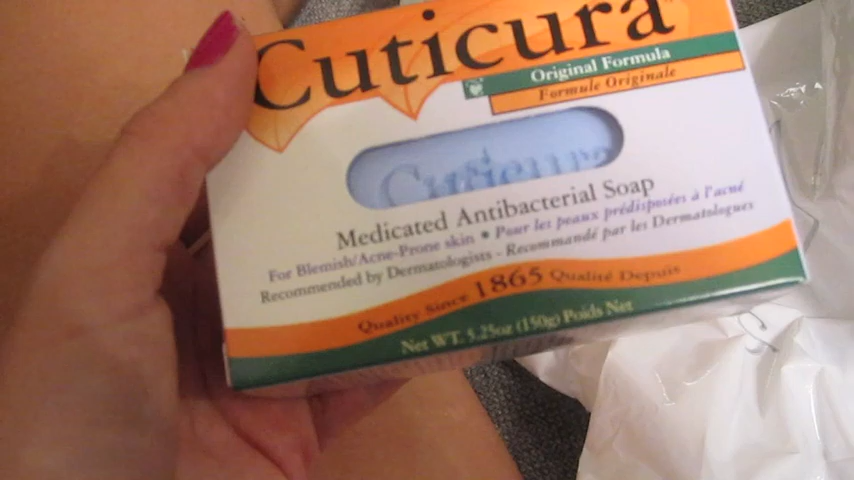 Cuticura
Original Formula
Formule Originale
Cuticura
Medicated Antibacterial Soap
For Blemish/Acne-Prone skin • Pour les peaux prédisposées à l'acné
Recommended by Dermatologists - Recommandé par les Dermatologues
Quality Since 1865 Qualité Depuis
Net WT. 5.25oz (150g) Poids Net